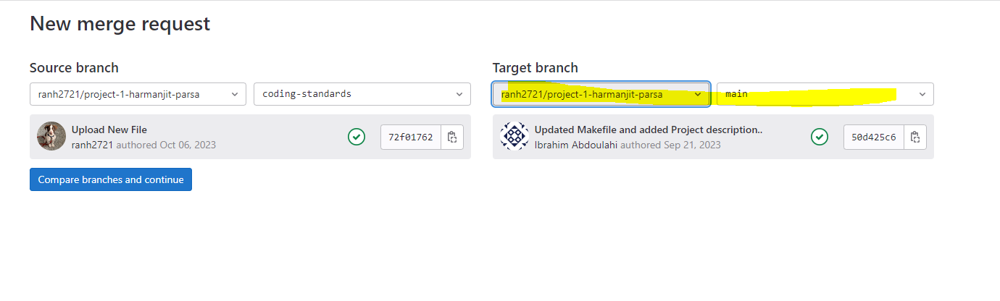 New merge request
Source branch
ranh2721/project-1-harmanjit-parsa
coding-standards
Upload New File
ranh2721 authored Oct 06, 2023
72f01762
Compare branches and continue
Target branch
ranh2721/project-1-harmanjit-parsa
main
Updated Makefile and added Project description..
Ibrahim Abdoulahi authored Sep 21, 2023
50d425c6